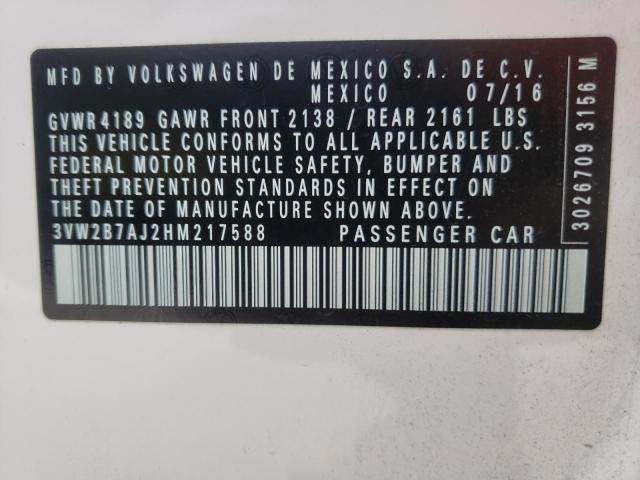 MFD BY VOLKSWAGEN DE MEXICO S.A. DE C.V.
MEXICO 07/16
GVWR 4189 GAWR FRONT 2138 / REAR 2161 LBS
THIS VEHICLE CONFORMS TO ALL APPLICABLE U.S.
FEDERAL MOTOR VEHICLE SAFETY, BUMPER AND
THEFT PREVENTION STANDARDS IN EFFECT ON
THE DATE OF MANUFACTURE SHOWN ABOVE.
3VW2B7AJ2HM217588 PASSENGER CAR
3026709 3156 M